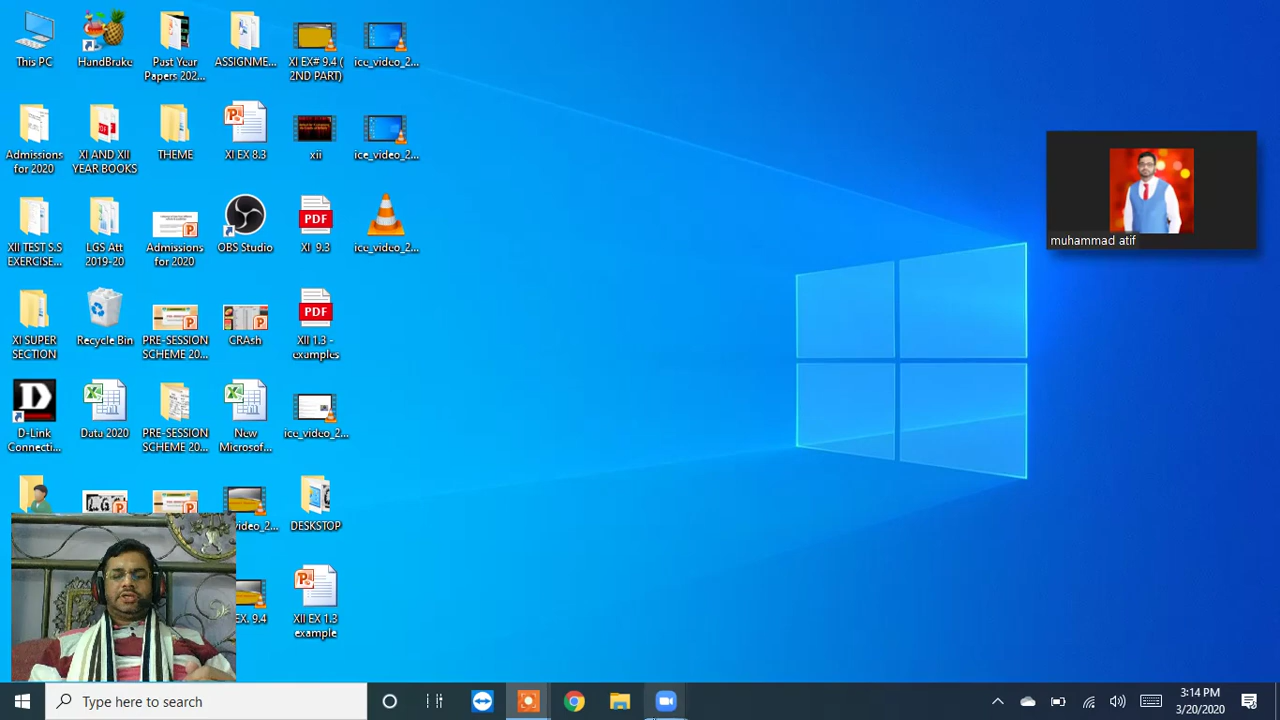 This PC
HandBrake
Past Year
Papers 202...
ASSIGNME...
XI EX# 9.4 (
2ND PART)
ice_video_2...
Admissions
for 2020
XI AND XII
YEAR BOOKS
THEME
XI EX 8.3
xii
ice_video_2...
XII TEST S.S
EXERCISE...
LGS Att
2019-20
Admissions
for 2020
OBS Studio
PDF
XI 9.3
ice_video_2...
XI SUPER
SECTION
Recycle Bin
PRE-SESSION
SCHEME 20...
CRAsh
PDF
XII 1.3 -
examples
D
D-Link
Connecti...
Data 2020
PRE-SESSION
SCHEME 20...
New
Microsof...
ice_video_2...
video_2...
DESKSTOP
EX. 9.4
XII EX 1.3
example
muhammad atif
Type here to search
3:14 PM
3/20/2020